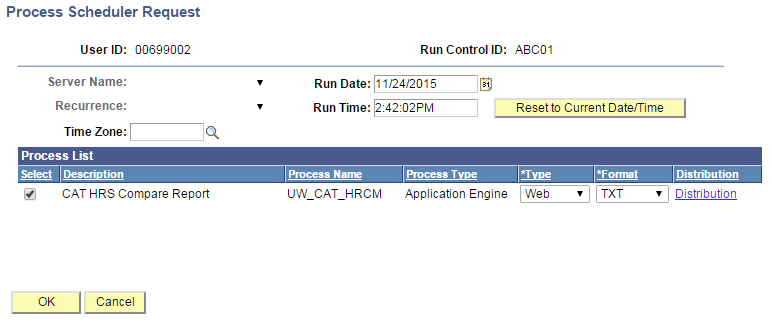 Process Scheduler Request
User ID: 00699002 Run Control ID: ABC01
Server Name: Run Date: 11/24/2015 31
Recurrence: Run Time: 2:42:02PM Reset to Current Date/Time
Time Zone:
Process List
Select Description Process Name Process Type *Type *Format Distribution
CAT HRS Compare Report UW_CAT_HRCM Application Engine Web TXT Distribution
OK Cancel